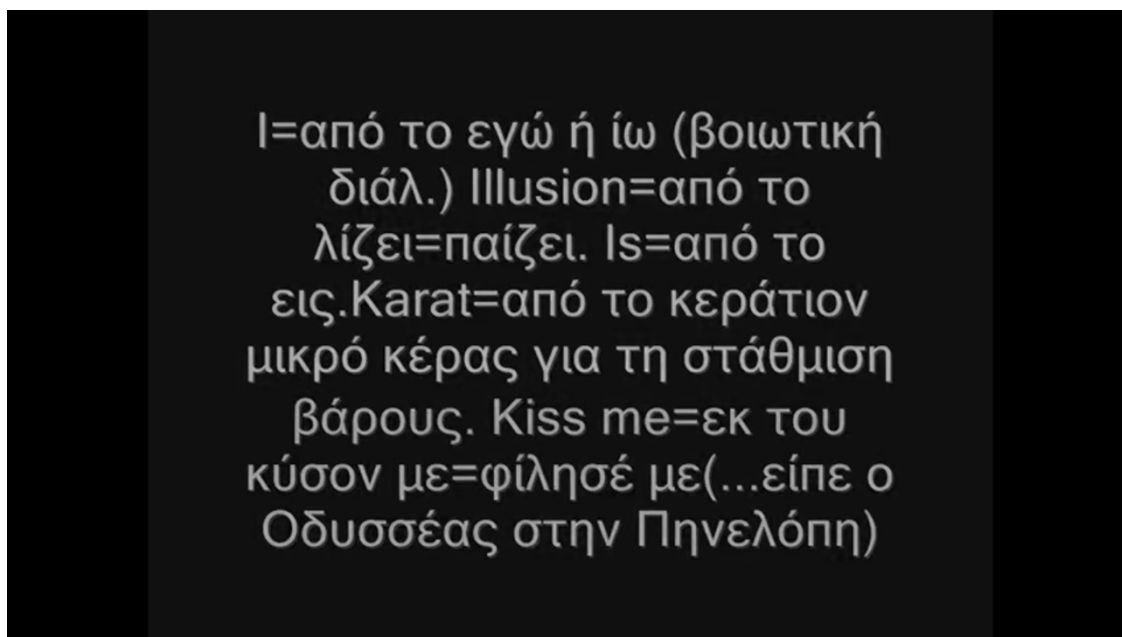 I=από το εγώ ή ίω (βοιωτική
διάλ.) Illusion=από το
λίζει=παίζει. Is=από το
εις.Karat=από το κεράτιον
μικρό κέρας για τη στάθμιση
βάρους. Kiss me=εκ του
κύσον με=φίλησέ με(...είπε ο
Οδυσσέας στην Πηνελόπη)